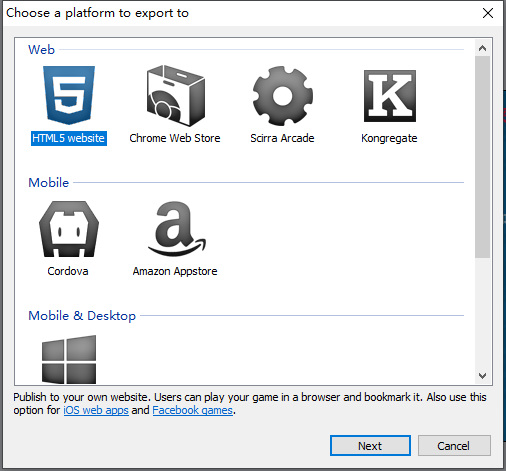 Choose a platform to export to
Web
HTML5 website
Chrome Web Store
Scirra Arcade
Kongregate
Mobile
Cordova
Amazon Appstore
Mobile & Desktop
Publish to your own website. Users can play your game in a browser and bookmark it. Also use this
option for iOS web apps and Facebook games.
Next
Cancel